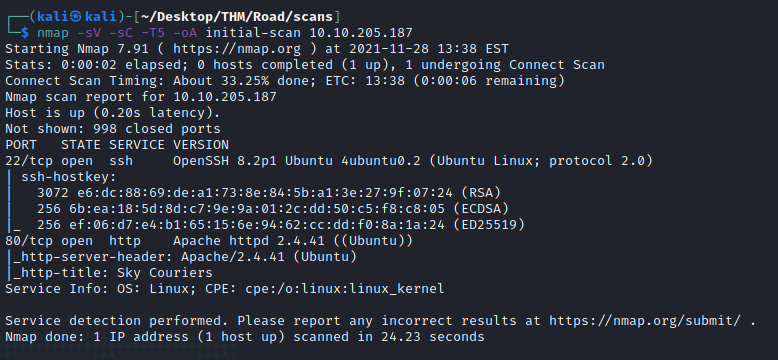 ┌──(kali㉿kali)-[~/Desktop/THM/Road/scans]
└─$ nmap -sV -sC -T5 -oA initial-scan 10.10.205.187
Starting Nmap 7.91 ( https://nmap.org ) at 2021-11-28 13:38 EST
Stats: 0:00:02 elapsed; 0 hosts completed (1 up), 1 undergoing Connect Scan
Connect Scan Timing: About 33.25% done; ETC: 13:38 (0:00:06 remaining)
Nmap scan report for 10.10.205.187
Host is up (0.20s latency).
Not shown: 998 closed ports
PORT   STATE SERVICE VERSION
22/tcp open  ssh     OpenSSH 8.2p1 Ubuntu 4ubuntu0.2 (Ubuntu Linux; protocol 2.0)
| ssh-hostkey:
|   3072 e6:dc:88:69:de:a1:73:8e:84:5b:a1:3e:27:9f:07:24 (RSA)
|   256 6b:ea:18:5d:8d:c7:9e:9a:01:2c:dd:50:c5:f8:c8:05 (ECDSA)
|_  256 ef:06:d7:e4:b1:65:15:6e:94:62:cc:dd:f0:8a:1a:24 (ED25519)
80/tcp open  http    Apache httpd 2.4.41 ((Ubuntu))
|_http-server-header: Apache/2.4.41 (Ubuntu)
|_http-title: Sky Couriers
Service Info: OS: Linux; CPE: cpe:/o:linux:linux_kernel

Service detection performed. Please report any incorrect results at https://nmap.org/submit/ .
Nmap done: 1 IP address (1 host up) scanned in 24.23 seconds